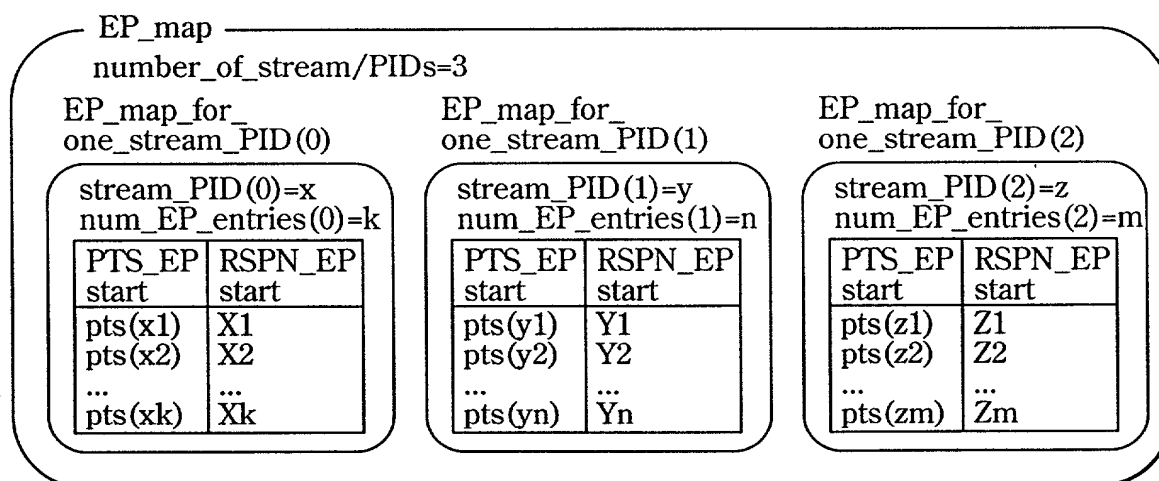 EP_map
number_of_stream/PIDs=3
EP_map_for_
one_stream_PID(0)
stream_PID(0)=x
num_EP_entries(0)=k
PTS_EP RSPN_EP
start start
pts(x1) X1
pts(x2) X2
... ...
pts(xk) Xk
EP_map_for_
one_stream_PID(1)
stream_PID(1)=y
num_EP_entries(1)=n
PTS_EP RSPN_EP
start start
pts(y1) Y1
pts(y2) Y2
... ...
pts(yn) Yn
EP_map_for_
one_stream_PID(2)
stream_PID(2)=z
num_EP_entries(2)=m
PTS_EP RSPN_EP
start start
pts(z1) Z1
pts(z2) Z2
... ...
pts(zm) Zm